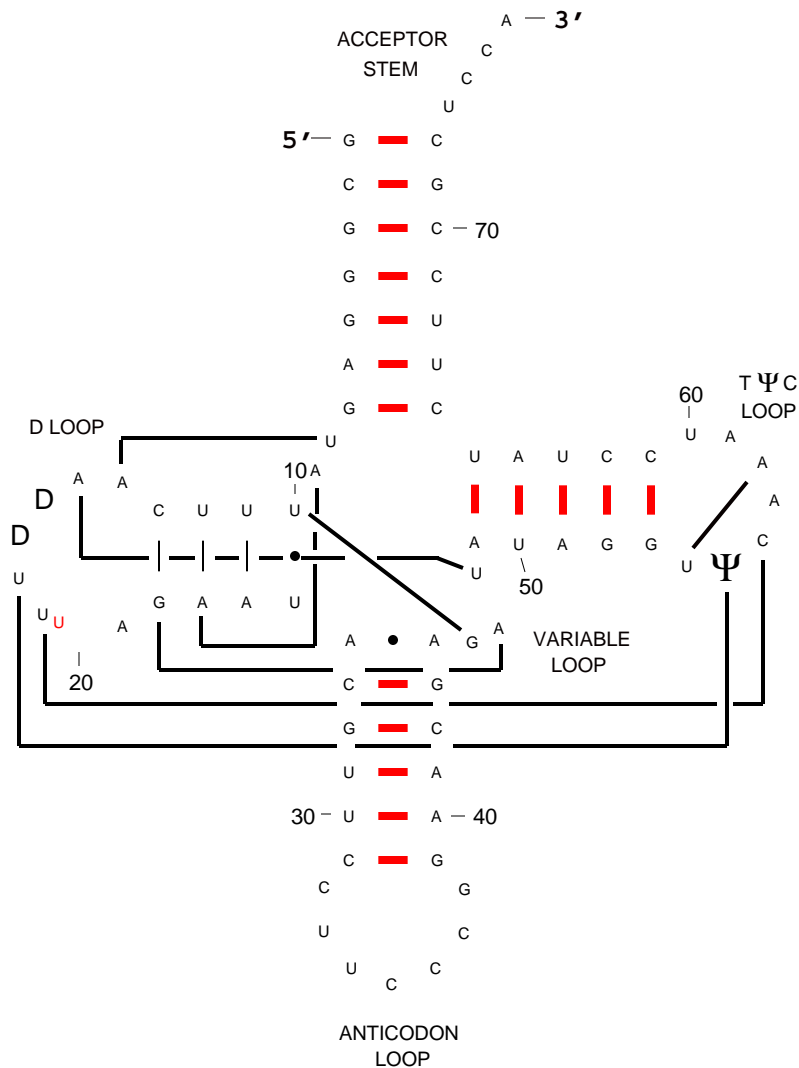 A 3′
ACCEPTOR
C
STEM
C
U
5′ G C
C G
G C 70
G C
G U
A U
60 T Ψ C
G C LOOP
D LOOP U U A
U A U C C A
10 A
A A
D A
C U U U
D A U A G G C
U U U Ψ
50
G A A U
U U
A
A A G A VARIABLE
LOOP
20 C G
G C
U A
30 U A 40
C G
C G
U C
U C
C
ANTICODON
LOOP